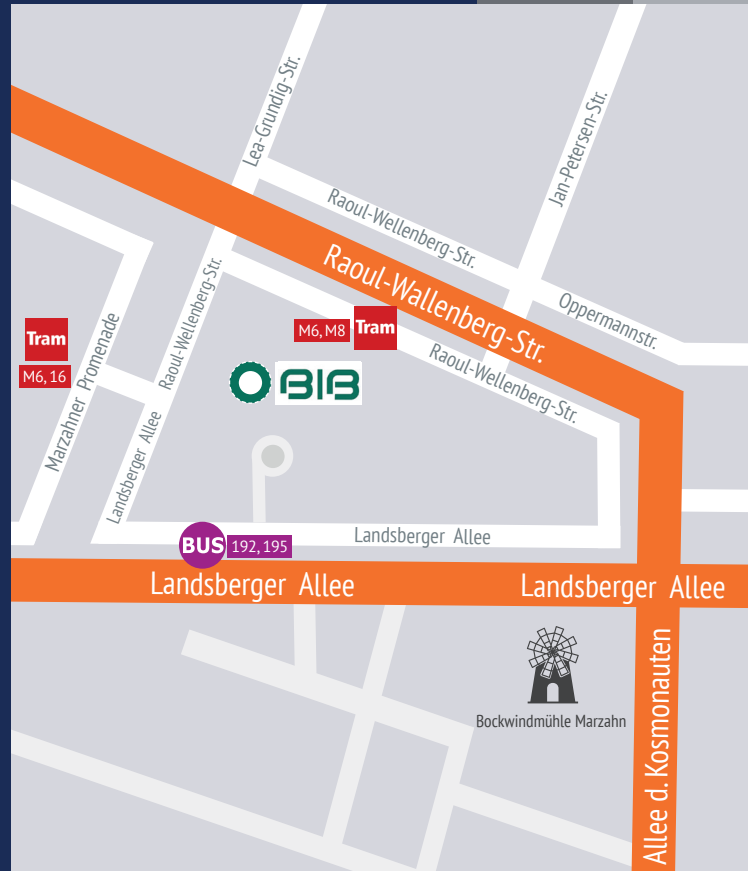 Lea-Grundig-Str.
Jan-Petersen-Str.
Raoul-Wellenberg-Str.
Raoul-Wallenberg-Str.
Oppermannstr.
Raoul-Wellenberg-Str.
Tram
M6, 16
Marzahner Promenade
M6, M8
Tram
Raoul-Wellenberg-Str.
BIB
Landsberger Allee
BUS
192, 195
Landsberger Allee
Landsberger Allee
Landsberger Allee
Bockwindmühle Marzahn
Allee d. Kosmonauten